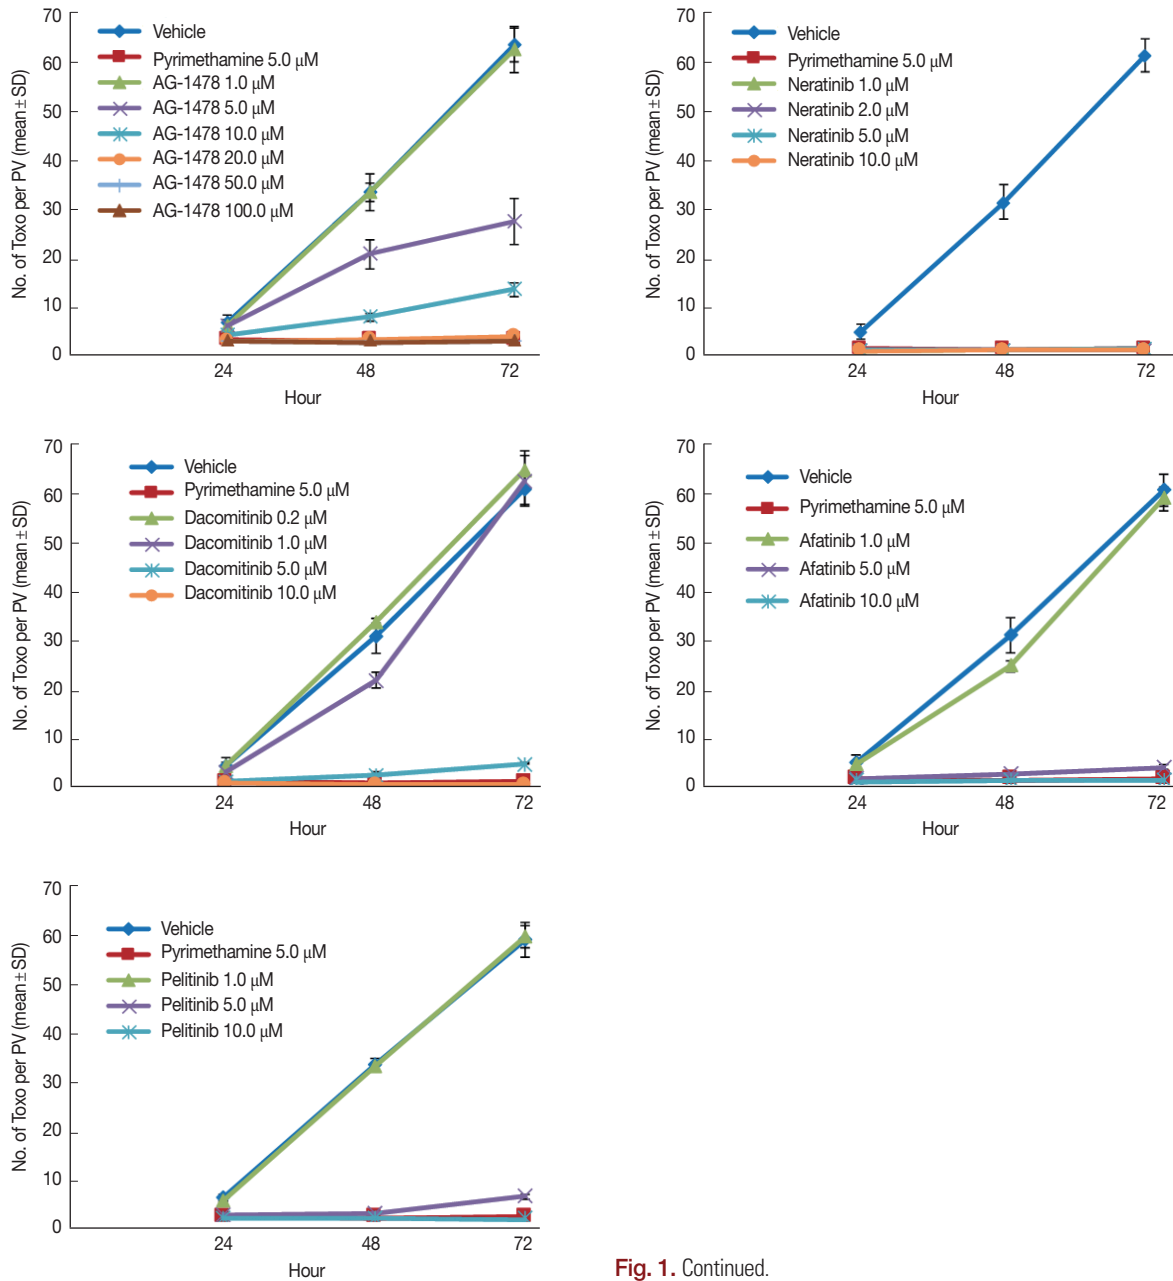 No. of Toxo per PV (mean ± SD)
70
60
50
40
30
20
10
0
Vehicle
Pyrimethamine 5.0 µM
AG-1478 1.0 µM
AG-1478 5.0 µM
AG-1478 10.0 µM
AG-1478 20.0 µM
AG-1478 50.0 µM
AG-1478 100.0 µM
24 48 72
Hour
No. of Toxo per PV (mean ± SD)
70
60
50
40
30
20
10
0
Vehicle
Pyrimethamine 5.0 µM
Neratinib 1.0 µM
Neratinib 2.0 µM
Neratinib 5.0 µM
Neratinib 10.0 µM
24 48 72
Hour
No. of Toxo per PV (mean ± SD)
70
60
50
40
30
20
10
0
Vehicle
Pyrimethamine 5.0 µM
Dacomitinib 0.2 µM
Dacomitinib 1.0 µM
Dacomitinib 5.0 µM
Dacomitinib 10.0 µM
24 48 72
Hour
No. of Toxo per PV (mean ± SD)
70
60
50
40
30
20
10
0
Vehicle
Pyrimethamine 5.0 µM
Afatinib 1.0 µM
Afatinib 5.0 µM
Afatinib 10.0 µM
24 48 72
Hour
No. of Toxo per PV (mean ± SD)
70
60
50
40
30
20
10
0
Vehicle
Pyrimethamine 5.0 µM
Pelitinib 1.0 µM
Pelitinib 5.0 µM
Pelitinib 10.0 µM
24 48 72
Hour
Fig. 1. Continued.